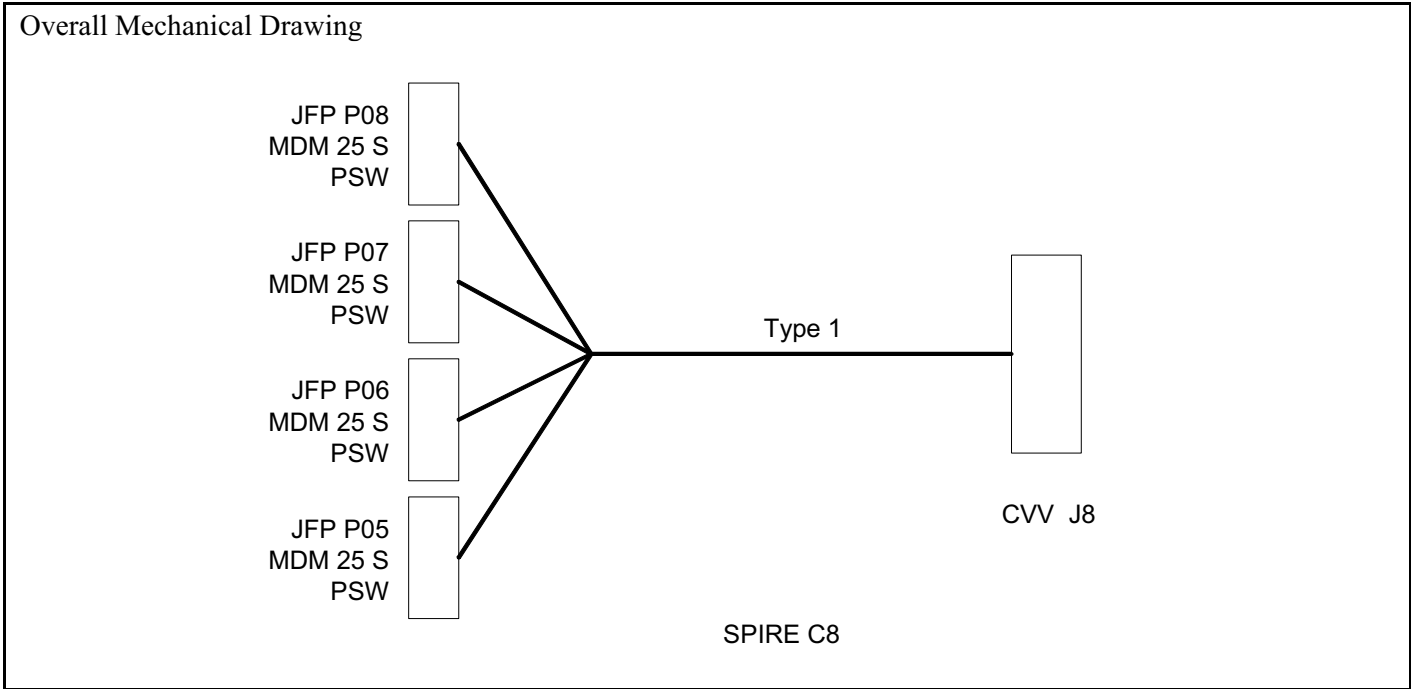 Overall Mechanical Drawing
JFP P08
MDM 25 S
PSW
JFP P07
MDM 25 S
PSW
Type 1
JFP P06
MDM 25 S
PSW
CVV J8
JFP P05
MDM 25 S
PSW
SPIRE C8